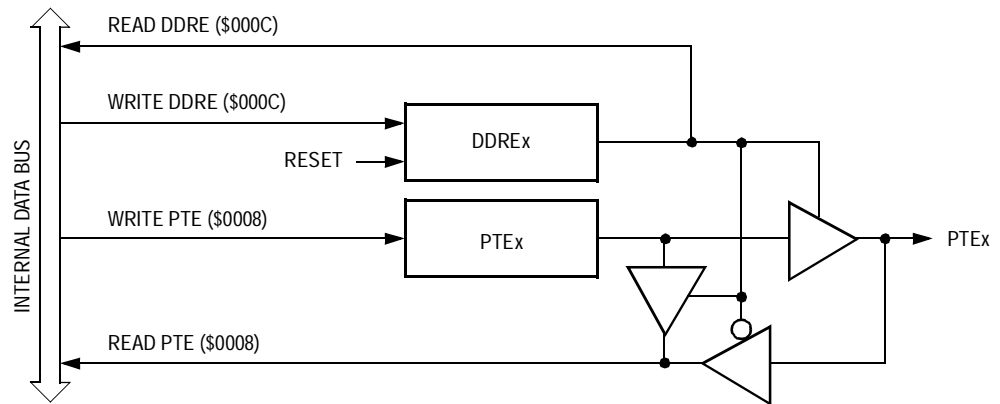 READ DDRE ($000C)
WRITE DDRE ($000C)
DDREx
RESET
INTERNAL DATA BUS
WRITE PTE ($0008)
PTEx
PTEx
READ PTE ($0008)